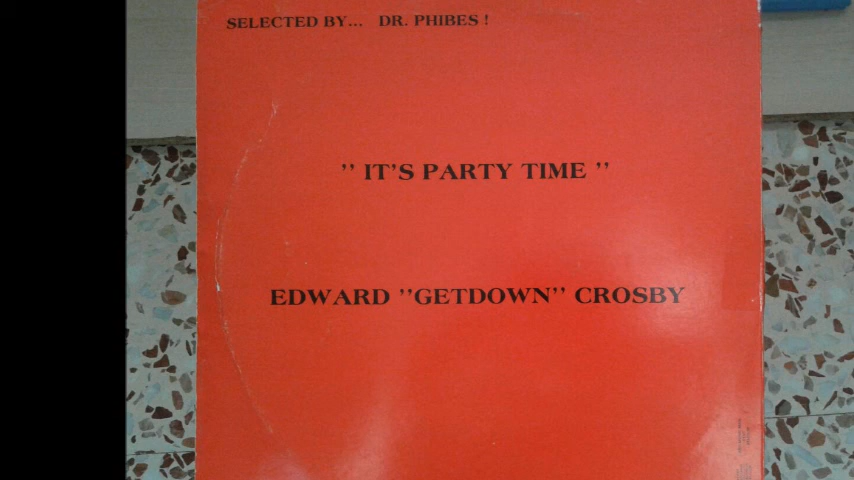 SELECTED BY... DR. PHIBES !
" IT'S PARTY TIME "
EDWARD "GETDOWN" CROSBY